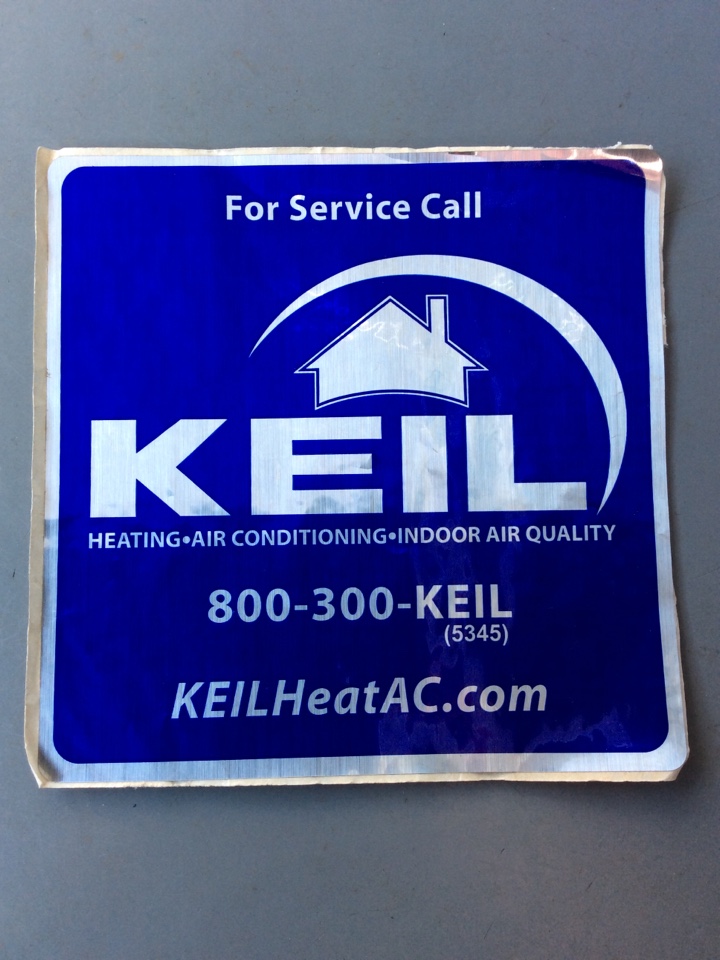 For Service Call
KEIL
HEATING•AIR CONDITIONING•INDOOR AIR QUALITY
800-300-KEIL
(5345)
KEILHeatAC.com